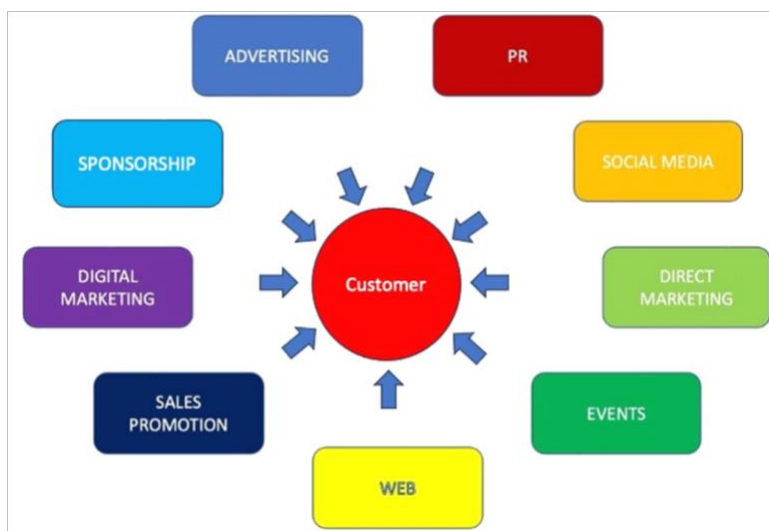 ADVERTISING
PR
SPONSORSHIP
SOCIAL MEDIA
DIGITAL
MARKETING
Customer
DIRECT
MARKETING
SALES
PROMOTION
EVENTS
WEB